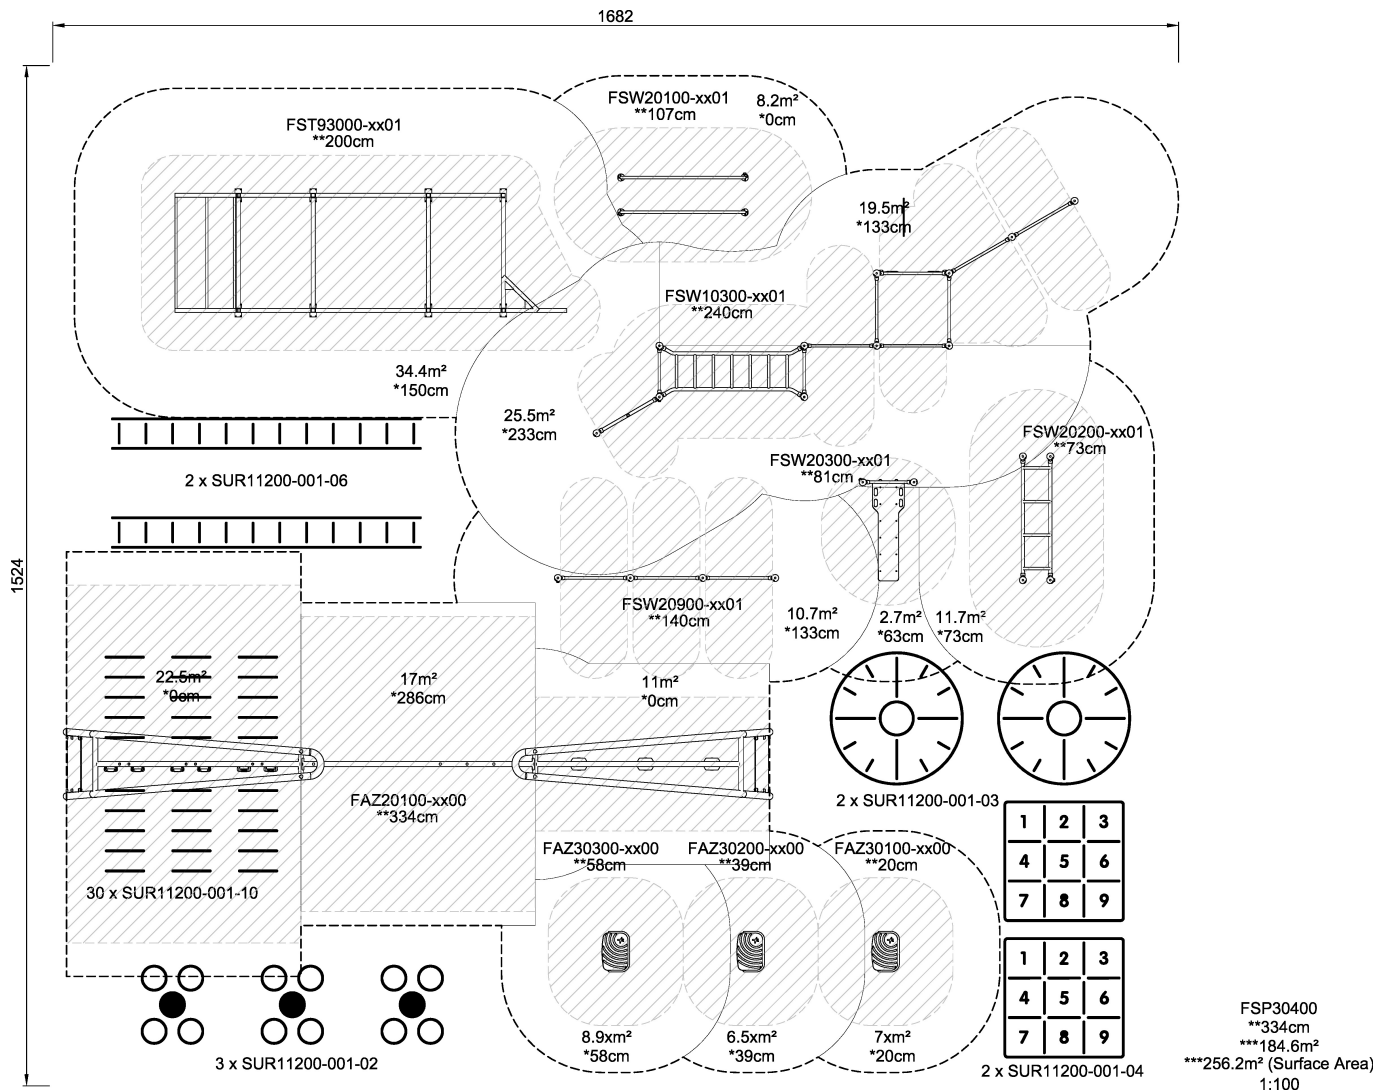 1682
1524
FST93000-xx01
**200cm
FSW20100-xx01
**107cm
8.2m²
*0cm
19.5m²
*133cm
FSW10300-xx01
**240cm
34.4m²
*150cm
25.5m²
*233cm
FSW20200-xx01
**73cm
FSW20300-xx01
**81cm
2 x SUR11200-001-06
FSW20900-xx01
**140cm
10.7m²
*133cm
2.7m²
*63cm
11.7m²
*73cm
22.5m²
*0cm
17m²
*286cm
11m²
*0cm
FAZ20100-xx00
**334cm
2 x SUR11200-001-03
1 2 3
4 5 6
7 8 9
FAZ30300-xx00
**58cm
FAZ30200-xx00
**39cm
FAZ30100-xx00
**20cm
30 x SUR11200-001-10
1 2 3
4 5 6
7 8 9
8.9xm²
*58cm
6.5xm²
*39cm
7xm²
*20cm
3 x SUR11200-001-02
2 x SUR11200-001-04
FSP30400
**334cm
***184.6m²
***256.2m² (Surface Area)
1:100